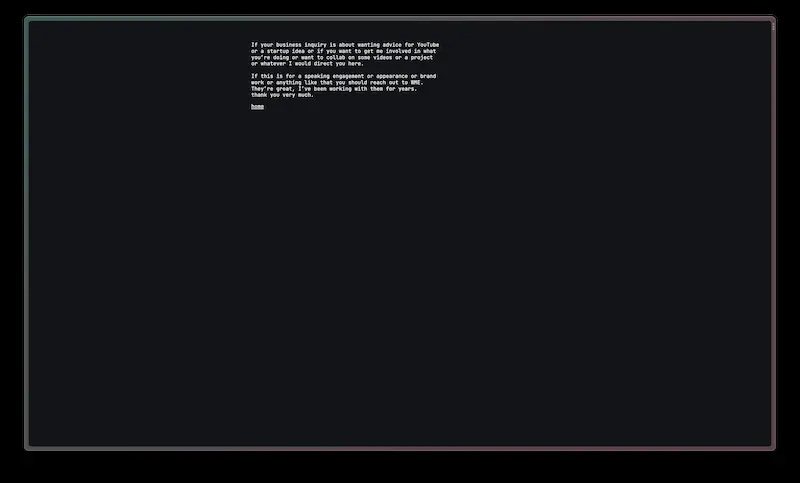 If your business inquiry is about wanting advice for YouTube
or a startup idea or if you want to get me involved in what
you're doing or want to collab on some videos or a project
or whatever I would direct you here.
If this is for a speaking engagement or appearance or brand
work or anything like that you should reach out to WME.
They're great, I've been working with them for years.
thank you very much.
home